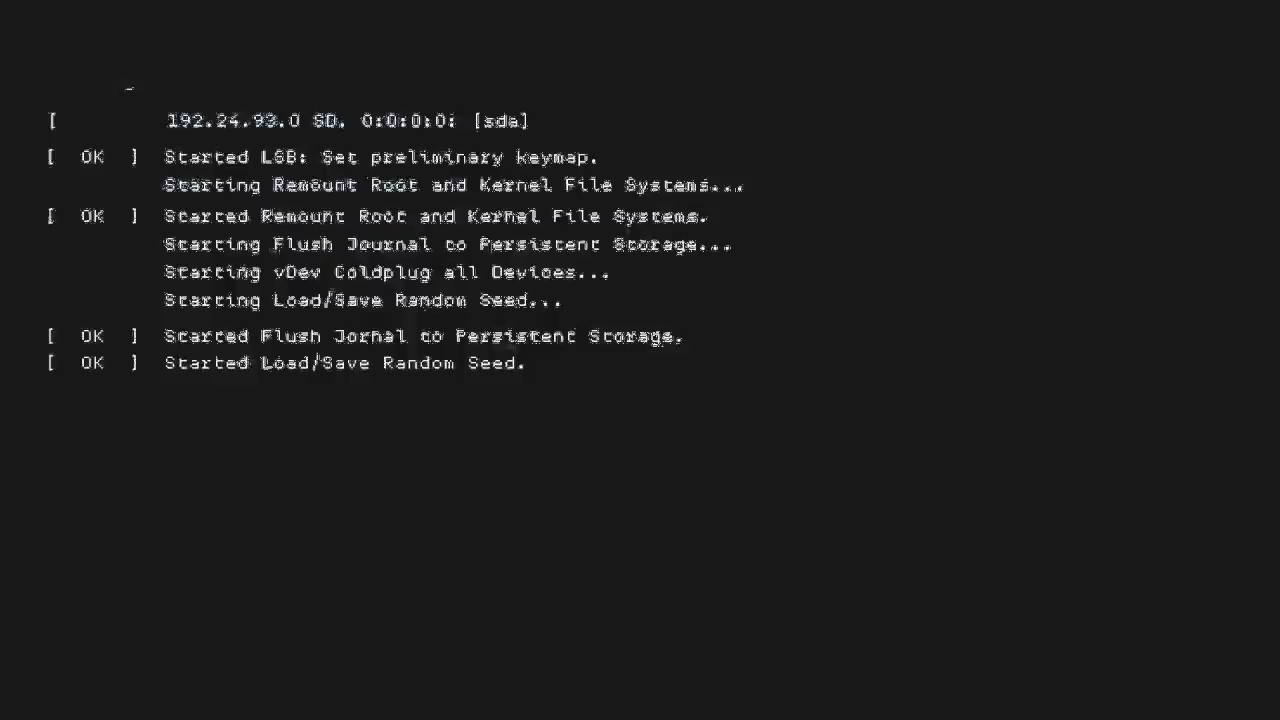 [ 192.24.93.0 SD. 0:0:0:0: [sda]
[ OK ] Started LSB: Set preliminary keymap.
Starting Remount Root and Kernel File Systems...
[ OK ] Started Remount Root and Kernel File Systems.
Starting Flush Journal to Persistent Storage...
Starting vDev Coldplug all Devices...
Starting Load/Save Random Seed...
[ OK ] Started Flush Jornal to Persistent Storage.
[ OK ] Started Load/Save Random Seed.